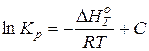 ln K_p = −ΔH_T^o / RT ÷ C